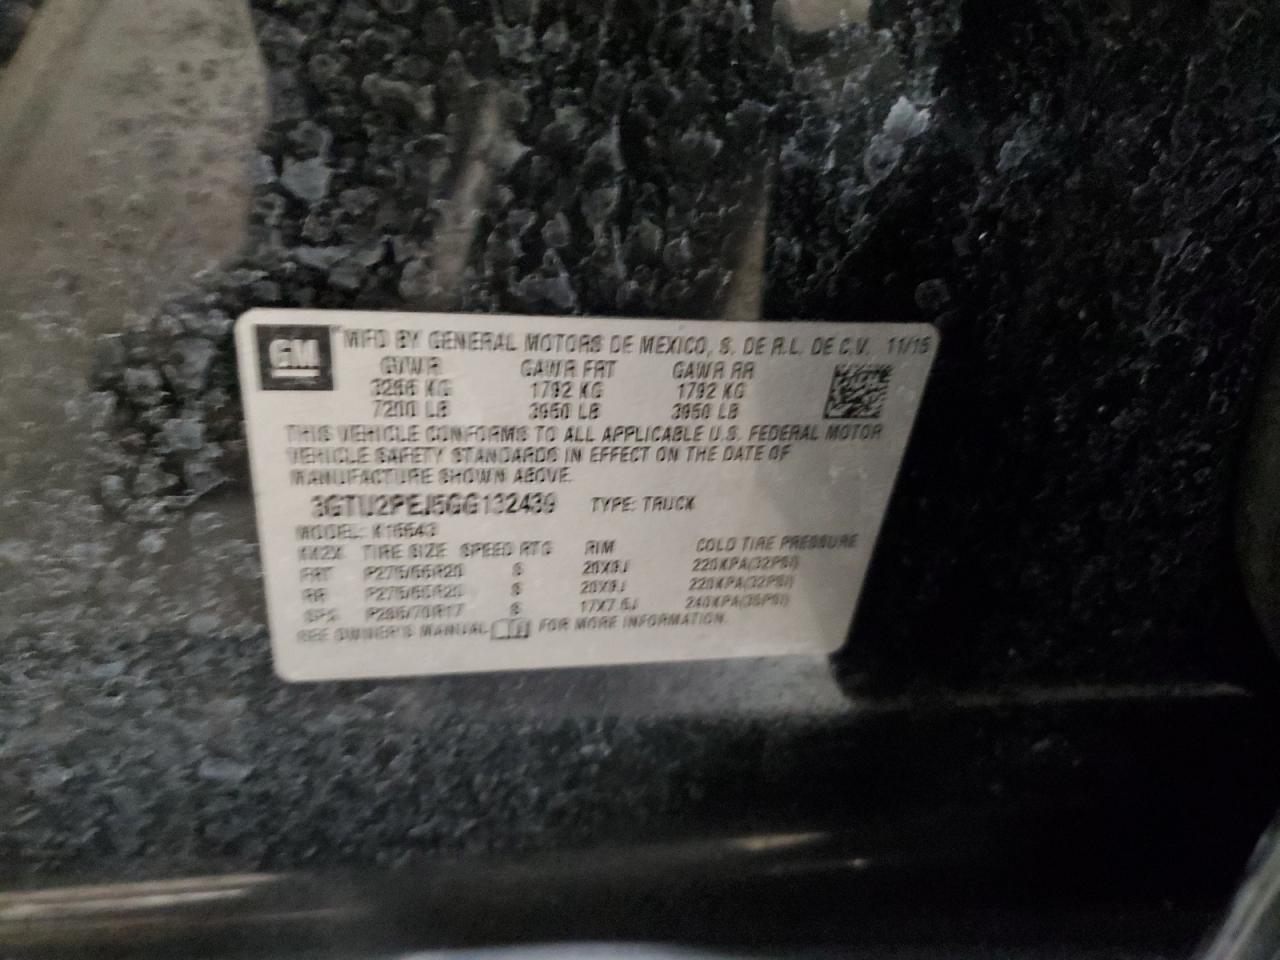 GM
MFD BY GENERAL MOTORS DE MEXICO, S. DE R.L. DE C.V. 11/15
GVWR GAWR FRT GAWR RR
3266 KG 1792 KG 1792 KG
7200 LB 3950 LB 3950 LB
THIS VEHICLE CONFORMS TO ALL APPLICABLE U.S. FEDERAL MOTOR
VEHICLE SAFETY STANDARDS IN EFFECT ON THE DATE OF
MANUFACTURE SHOWN ABOVE.
3GTU2PEJ5GG132439 TYPE: TRUCK
MODEL: K15543
TIRE SIZE SPEED RTG RIM COLD TIRE PRESSURE
FRT P275/55R20 S 20X9J 220KPA(32PSI)
RR P275/55R20 S 20X9J 220KPA(32PSI)
SPS P265/70R17 S 17X7.5J 240KPA(35PSI)
SEE OWNER'S MANUAL FOR MORE INFORMATION.